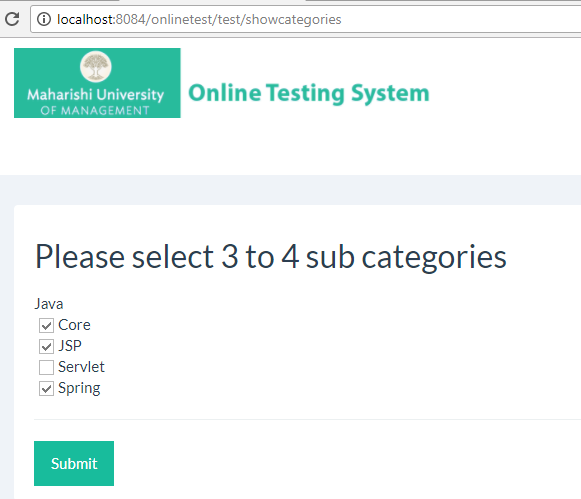 localhost:8084/onlinetest/test/showcategories
Maharishi University
OF MANAGEMENT
Online Testing System
Please select 3 to 4 sub categories
Java
Core
JSP
Servlet
Spring
Submit